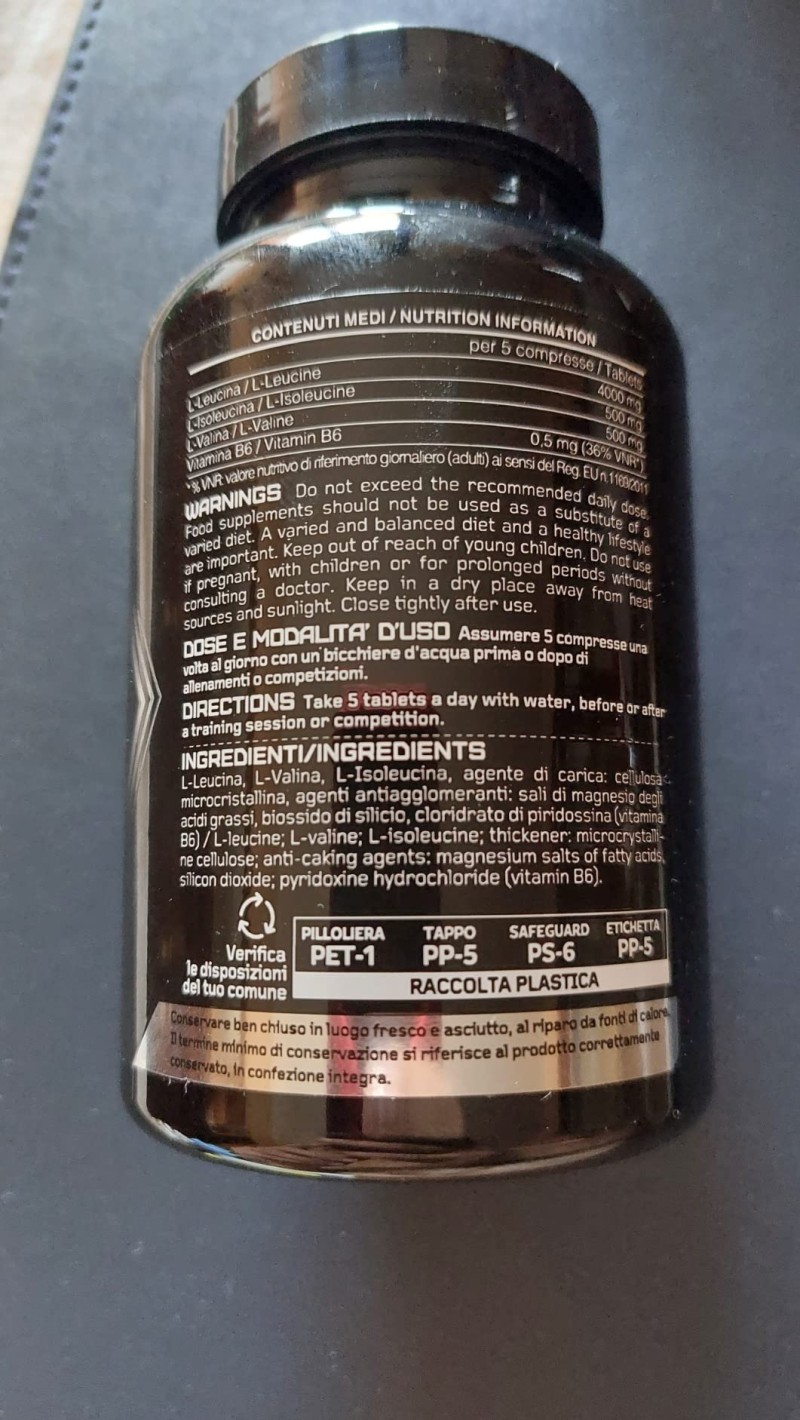 CONTENUTI MEDI / NUTRITION INFORMATION
per 5 compresse / Tablets
L-Leucina / L-Leucine 4000 mg
L-Isoleucina / L-Isoleucine 500 mg
L-Valina / L-Valine 500 mg
Vitamina B6 / Vitamin B6 0,5 mg (36% VNR*)
*% VNR: valore nutritivo di riferimento giornaliero (adulti) ai sensi del Reg. EU n.1169/2011
WARNINGS Do not exceed the recommended daily dose.
Food supplements should not be used as a substitute of a
varied diet. A varied and balanced diet and a healthy lifestyle
are important. Keep out of reach of young children. Do not use
if pregnant, with children or for prolonged periods without
consulting a doctor. Keep in a dry place away from heat
sources and sunlight. Close tightly after use.
DOSE E MODALITA' D'USO Assumere 5 compresse una
volta al giorno con un bicchiere d'acqua prima o dopo di
allenamenti o competizioni.
DIRECTIONS Take 5 tablets a day with water, before or after
a training session or competition.
INGREDIENTI/INGREDIENTS
L-Leucina, L-Valina, L-Isoleucina, agente di carica: cellulosa
microcristallina, agenti antiagglomeranti: sali di magnesio degli
acidi grassi, biossido di silicio, cloridrato di piridossina (vitamina
B6) / L-leucine; L-valine; L-isoleucine; thickener: microcrystalli-
ne cellulose; anti-caking agents: magnesium salts of fatty acids,
silicon dioxide; pyridoxine hydrochloride (vitamin B6).
Verifica
le disposizioni
del tuo comune
PILLOLIERA TAPPO SAFEGUARD ETICHETTA
PET-1 PP-5 PS-6 PP-5
RACCOLTA PLASTICA
Conservare ben chiuso in luogo fresco e asciutto, al riparo da fonti di calore.
Il termine minimo di conservazione si riferisce al prodotto correttamente
conservato, in confezione integra.